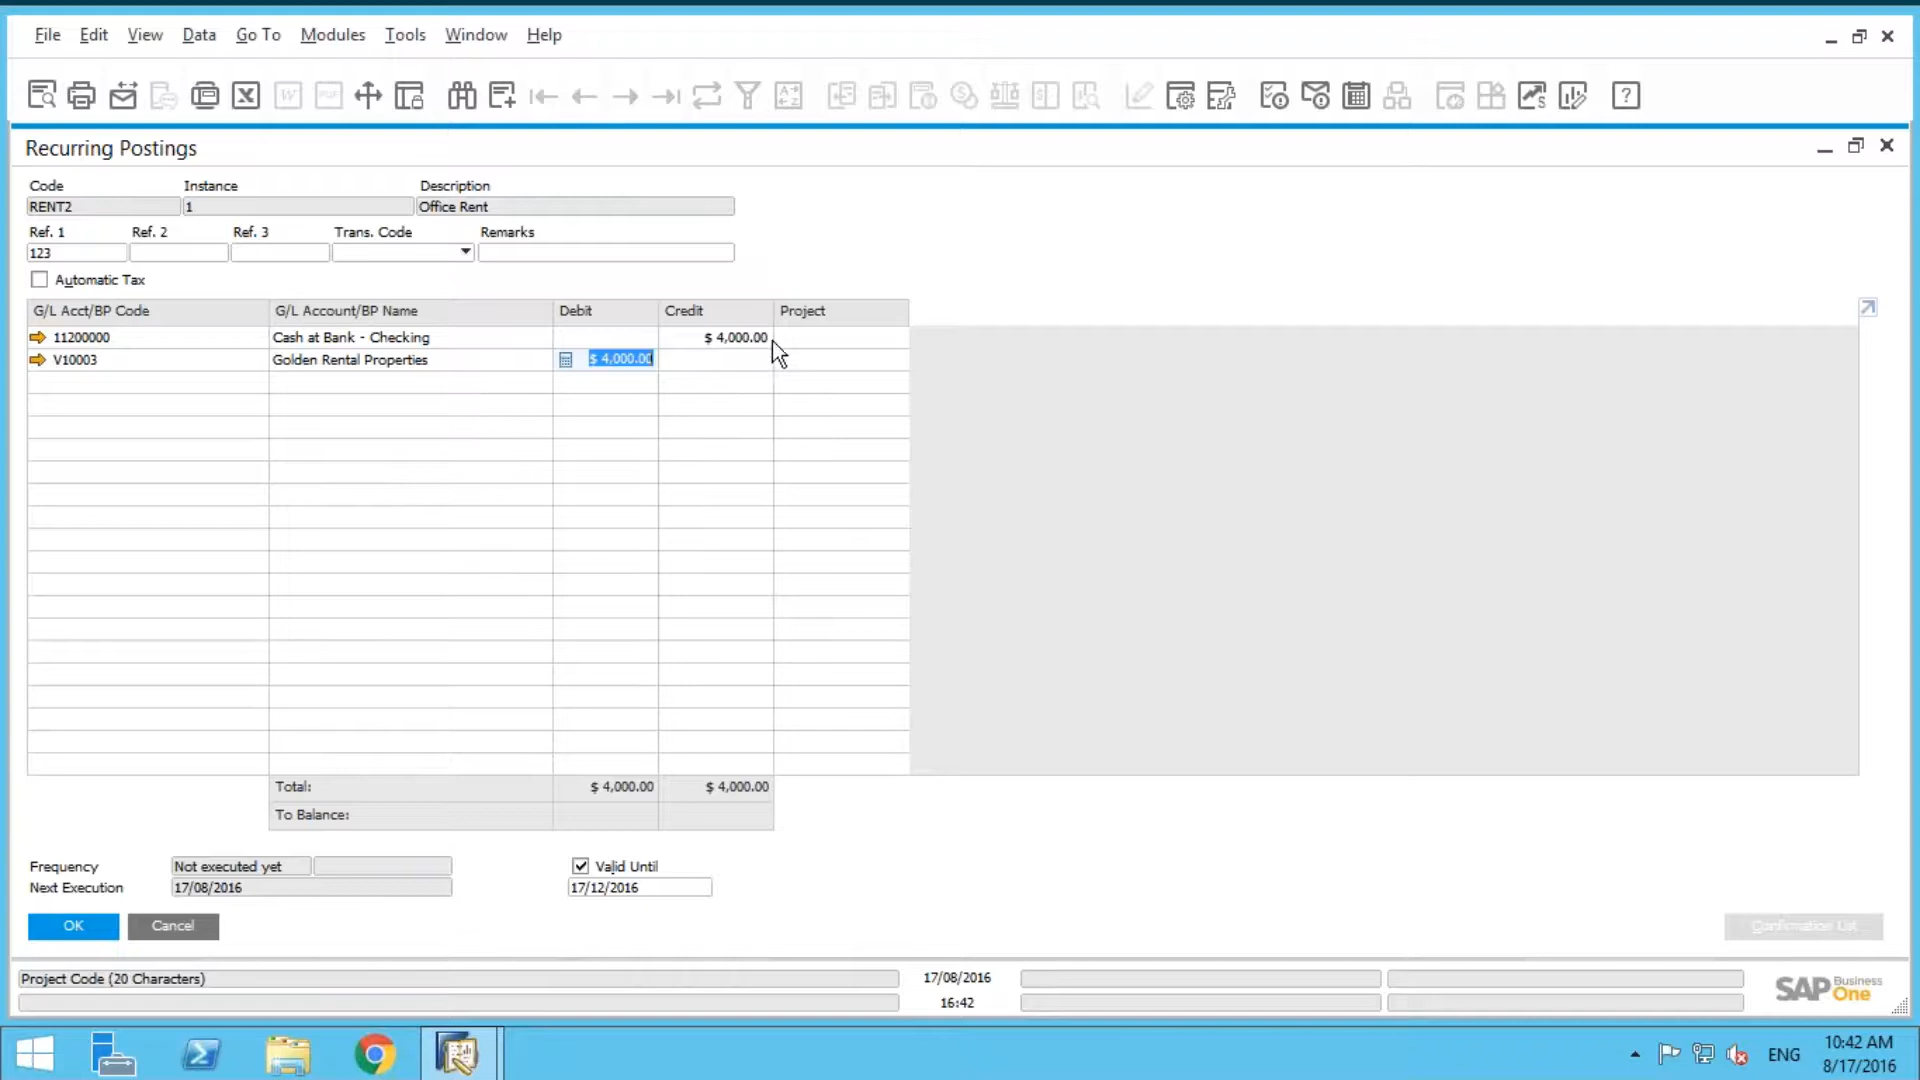 File Edit View Data Go To Modules Tools Window Help
Recurring Postings
Code Instance Description
RENT2 1 Office Rent
Ref. 1 Ref. 2 Ref. 3 Trans. Code Remarks
123
Automatic Tax
G/L Acct/BP Code G/L Account/BP Name Debit Credit Project
11200000 Cash at Bank - Checking $ 4,000.00
V10003 Golden Rental Properties $ 4,000.00
Total: $ 4,000.00 $ 4,000.00
To Balance:
Frequency Not executed yet Valid Until
Next Execution 17/08/2016 17/12/2016
OK Cancel Confirmation List
Project Code (20 Characters) 17/08/2016
16:42
SAP Business One
ENG 10:42 AM
8/17/2016